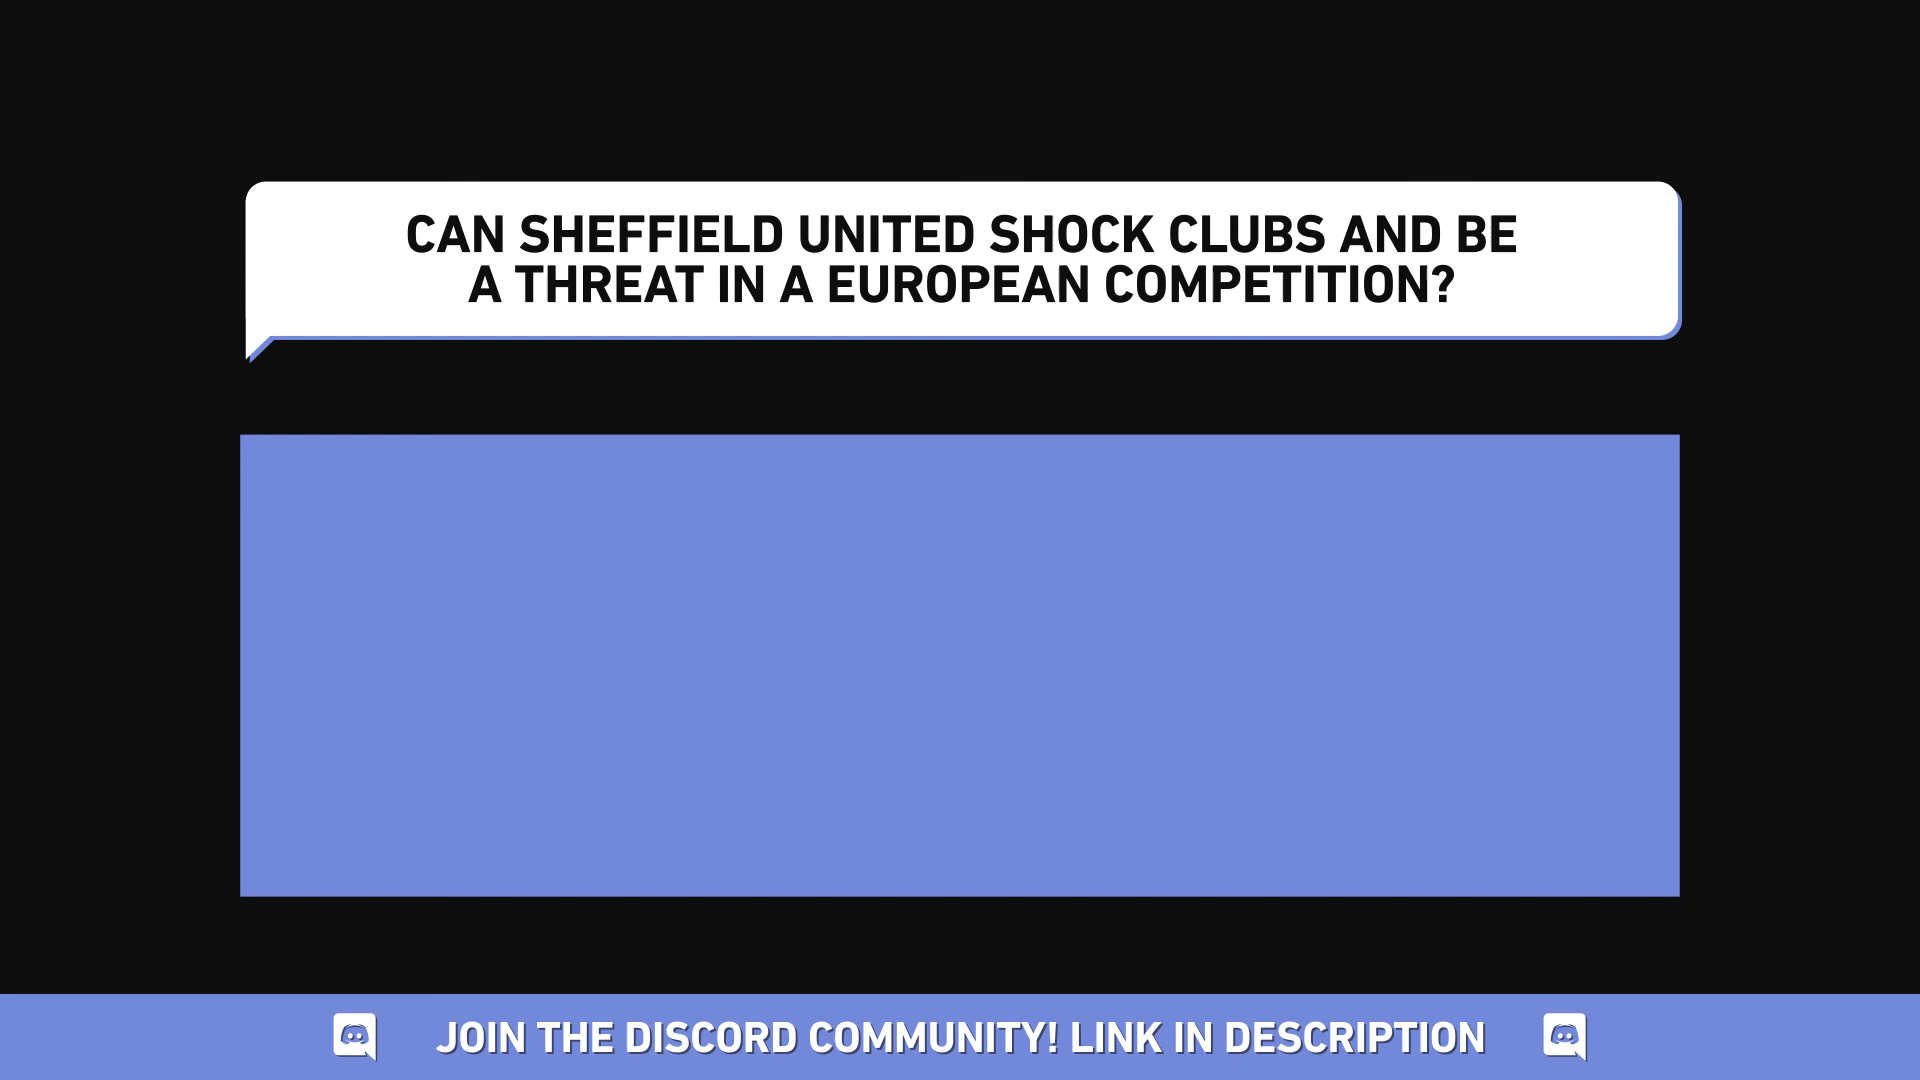 CAN SHEFFIELD UNITED SHOCK CLUBS AND BE
A THREAT IN A EUROPEAN COMPETITION?
JOIN THE DISCORD COMMUNITY! LINK IN DESCRIPTION